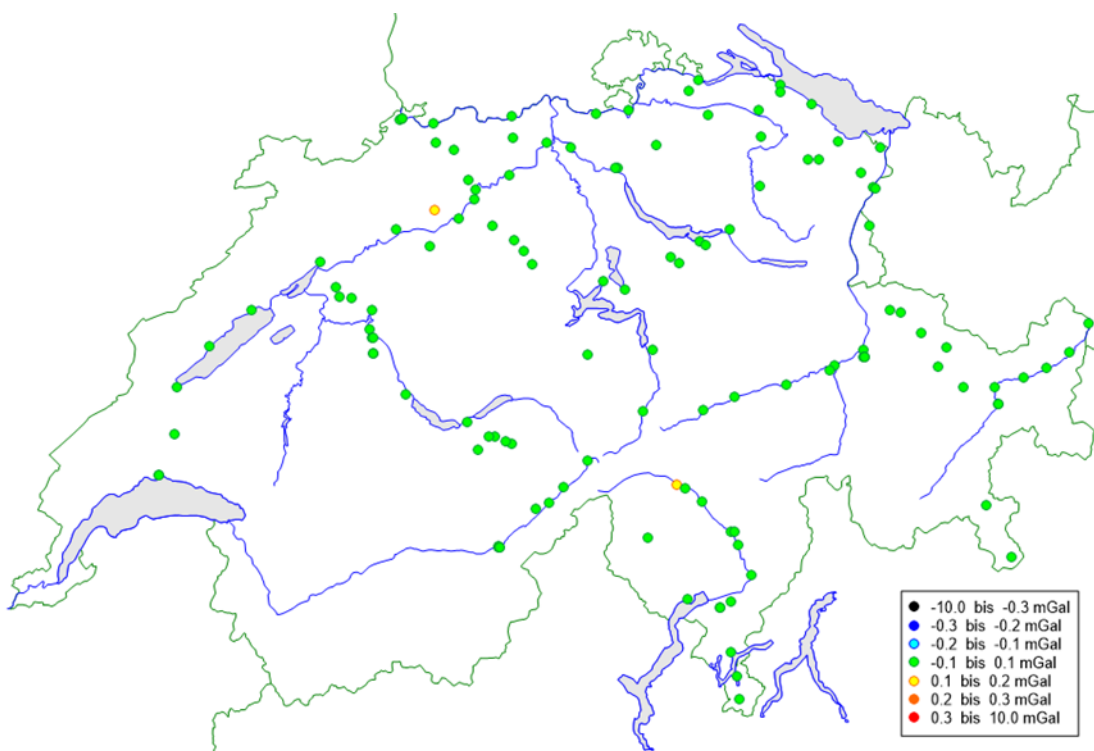 -10.0 bis -0.3 mGal
-0.3 bis -0.2 mGal
-0.2 bis -0.1 mGal
-0.1 bis 0.1 mGal
0.1 bis 0.2 mGal
0.2 bis 0.3 mGal
0.3 bis 10.0 mGal